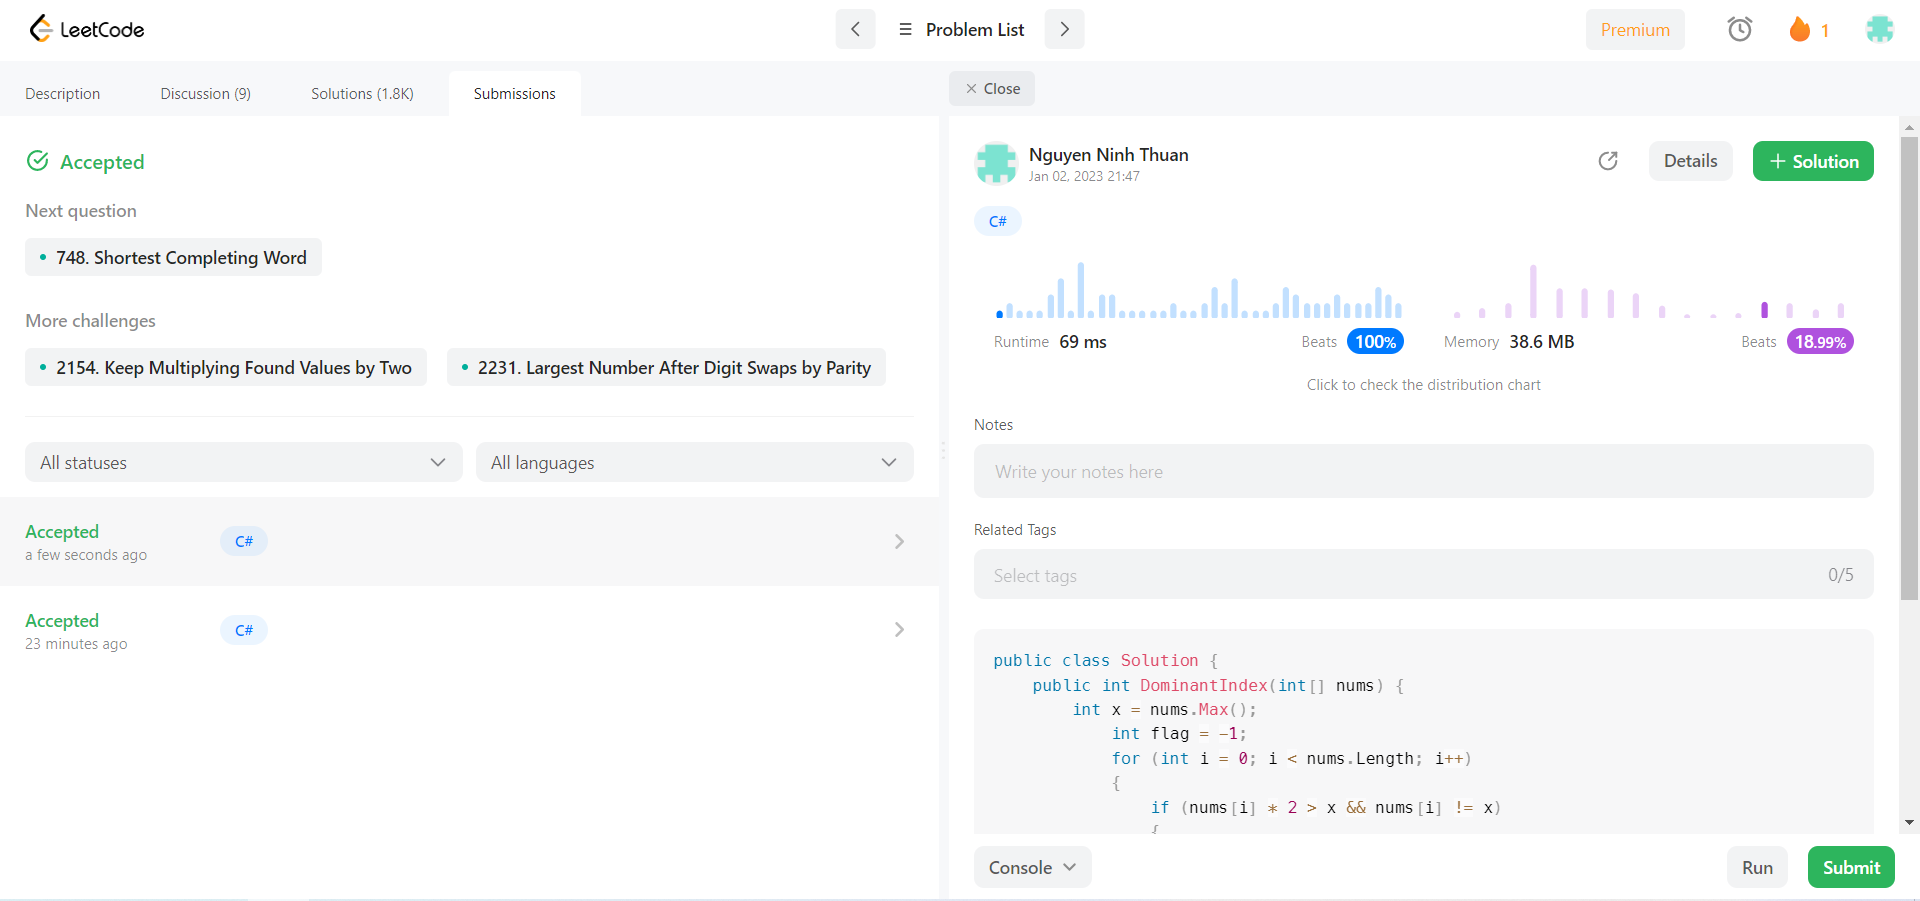 LeetCode
Problem List
Premium
1
Description
Discussion (9)
Solutions (1.8K)
Submissions
Accepted
Next question
748. Shortest Completing Word
More challenges
2154. Keep Multiplying Found Values by Two
2231. Largest Number After Digit Swaps by Parity
All statuses
All languages
Accepted
a few seconds ago
C#
Accepted
23 minutes ago
C#
Close
Nguyen Ninh Thuan
Jan 02, 2023 21:47
Details
+ Solution
C#
Runtime 69 ms
Beats 100%
Memory 38.6 MB
Beats 18.99%
Click to check the distribution chart
Notes
Write your notes here
Related Tags
Select tags
0/5
public class Solution {
public int DominantIndex(int[] nums) {
int x = nums.Max();
int flag = -1;
for (int i = 0; i < nums.Length; i++)
{
if (nums[i] * 2 > x && nums[i] != x)
{
Console
Run
Submit